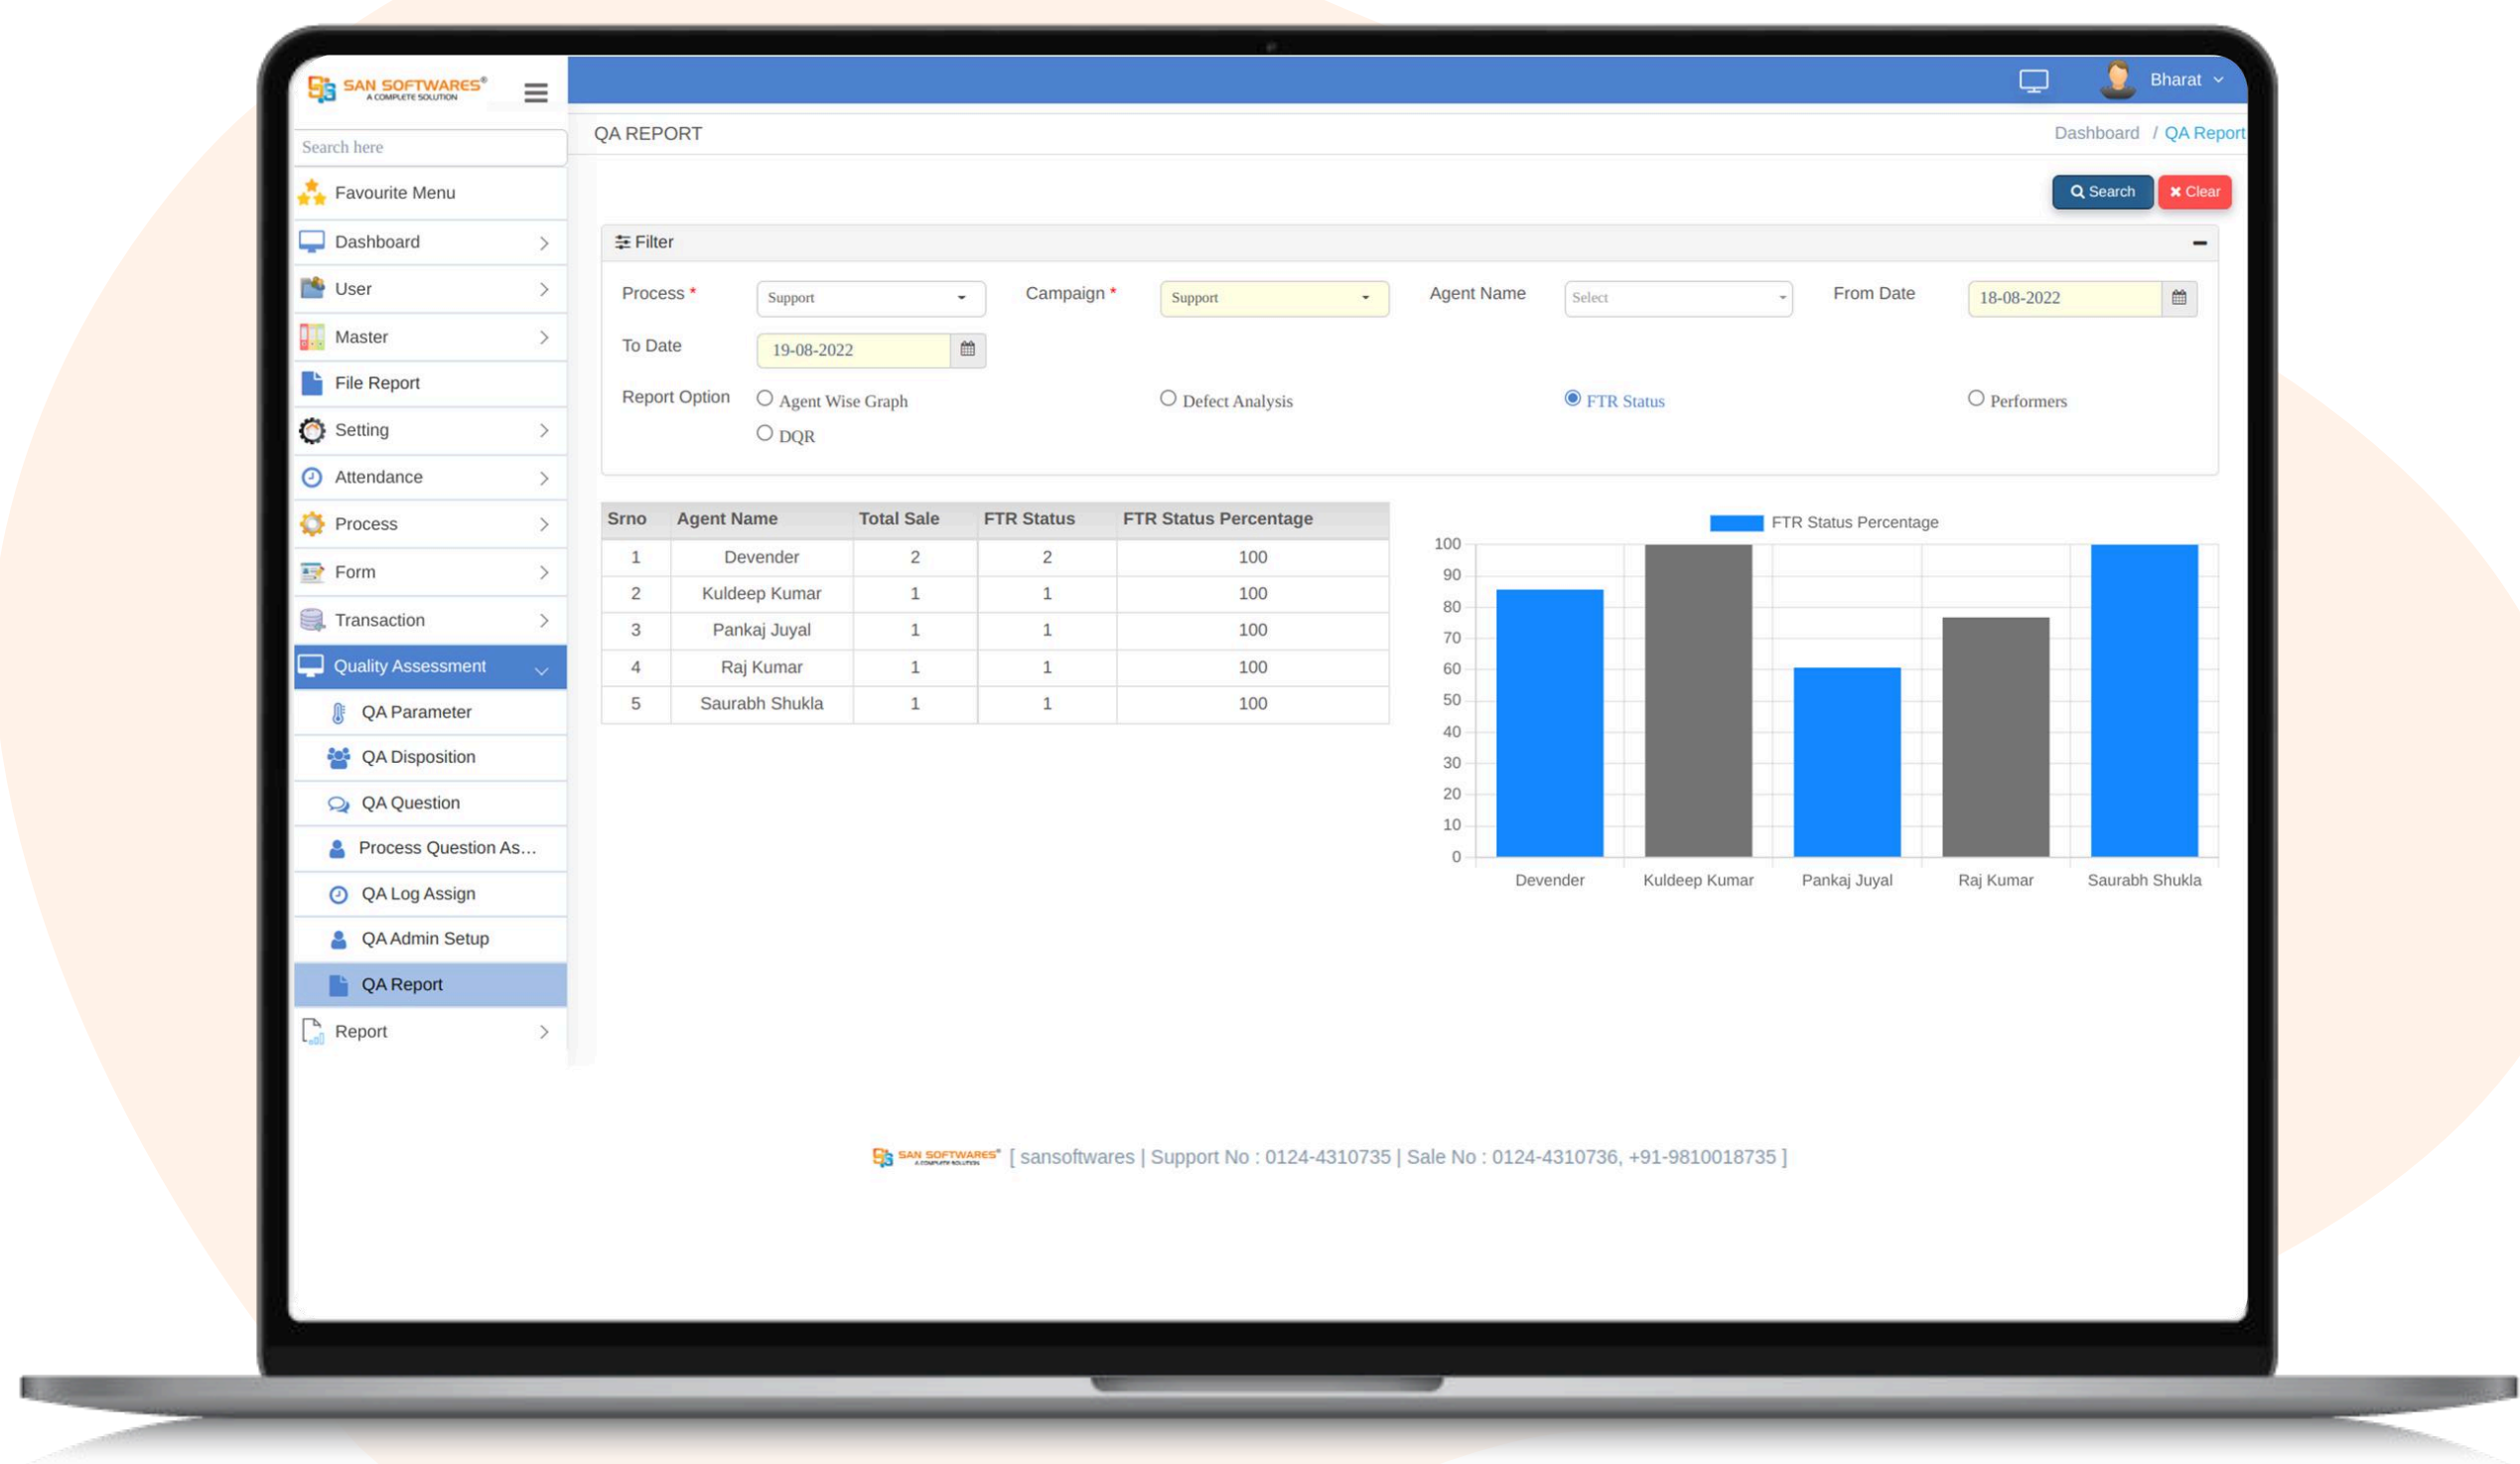 SAN SOFTWARES®
A COMPLETE SOLUTION
Bharat
Search here
QA REPORT
Dashboard / QA Report
Search
Clear
Favourite Menu
Dashboard
User
Master
File Report
Setting
Attendance
Process
Form
Transaction
Quality Assessment
QA Parameter
QA Disposition
QA Question
Process Question As...
QA Log Assign
QA Admin Setup
QA Report
Report
Filter
Process * Support Campaign * Support Agent Name Select From Date 18-08-2022
To Date 19-08-2022
Report Option Agent Wise Graph Defect Analysis FTR Status Performers
DQR
Srno Agent Name Total Sale FTR Status FTR Status Percentage
1 Devender 2 2 100
2 Kuldeep Kumar 1 1 100
3 Pankaj Juyal 1 1 100
4 Raj Kumar 1 1 100
5 Saurabh Shukla 1 1 100
FTR Status Percentage
100
90
80
70
60
50
40
30
20
10
0
Devender Kuldeep Kumar Pankaj Juyal Raj Kumar Saurabh Shukla
SAN SOFTWARES® [ sansoftwares | Support No : 0124-4310735 | Sale No : 0124-4310736, +91-9810018735 ]
A COMPLETE SOLUTION